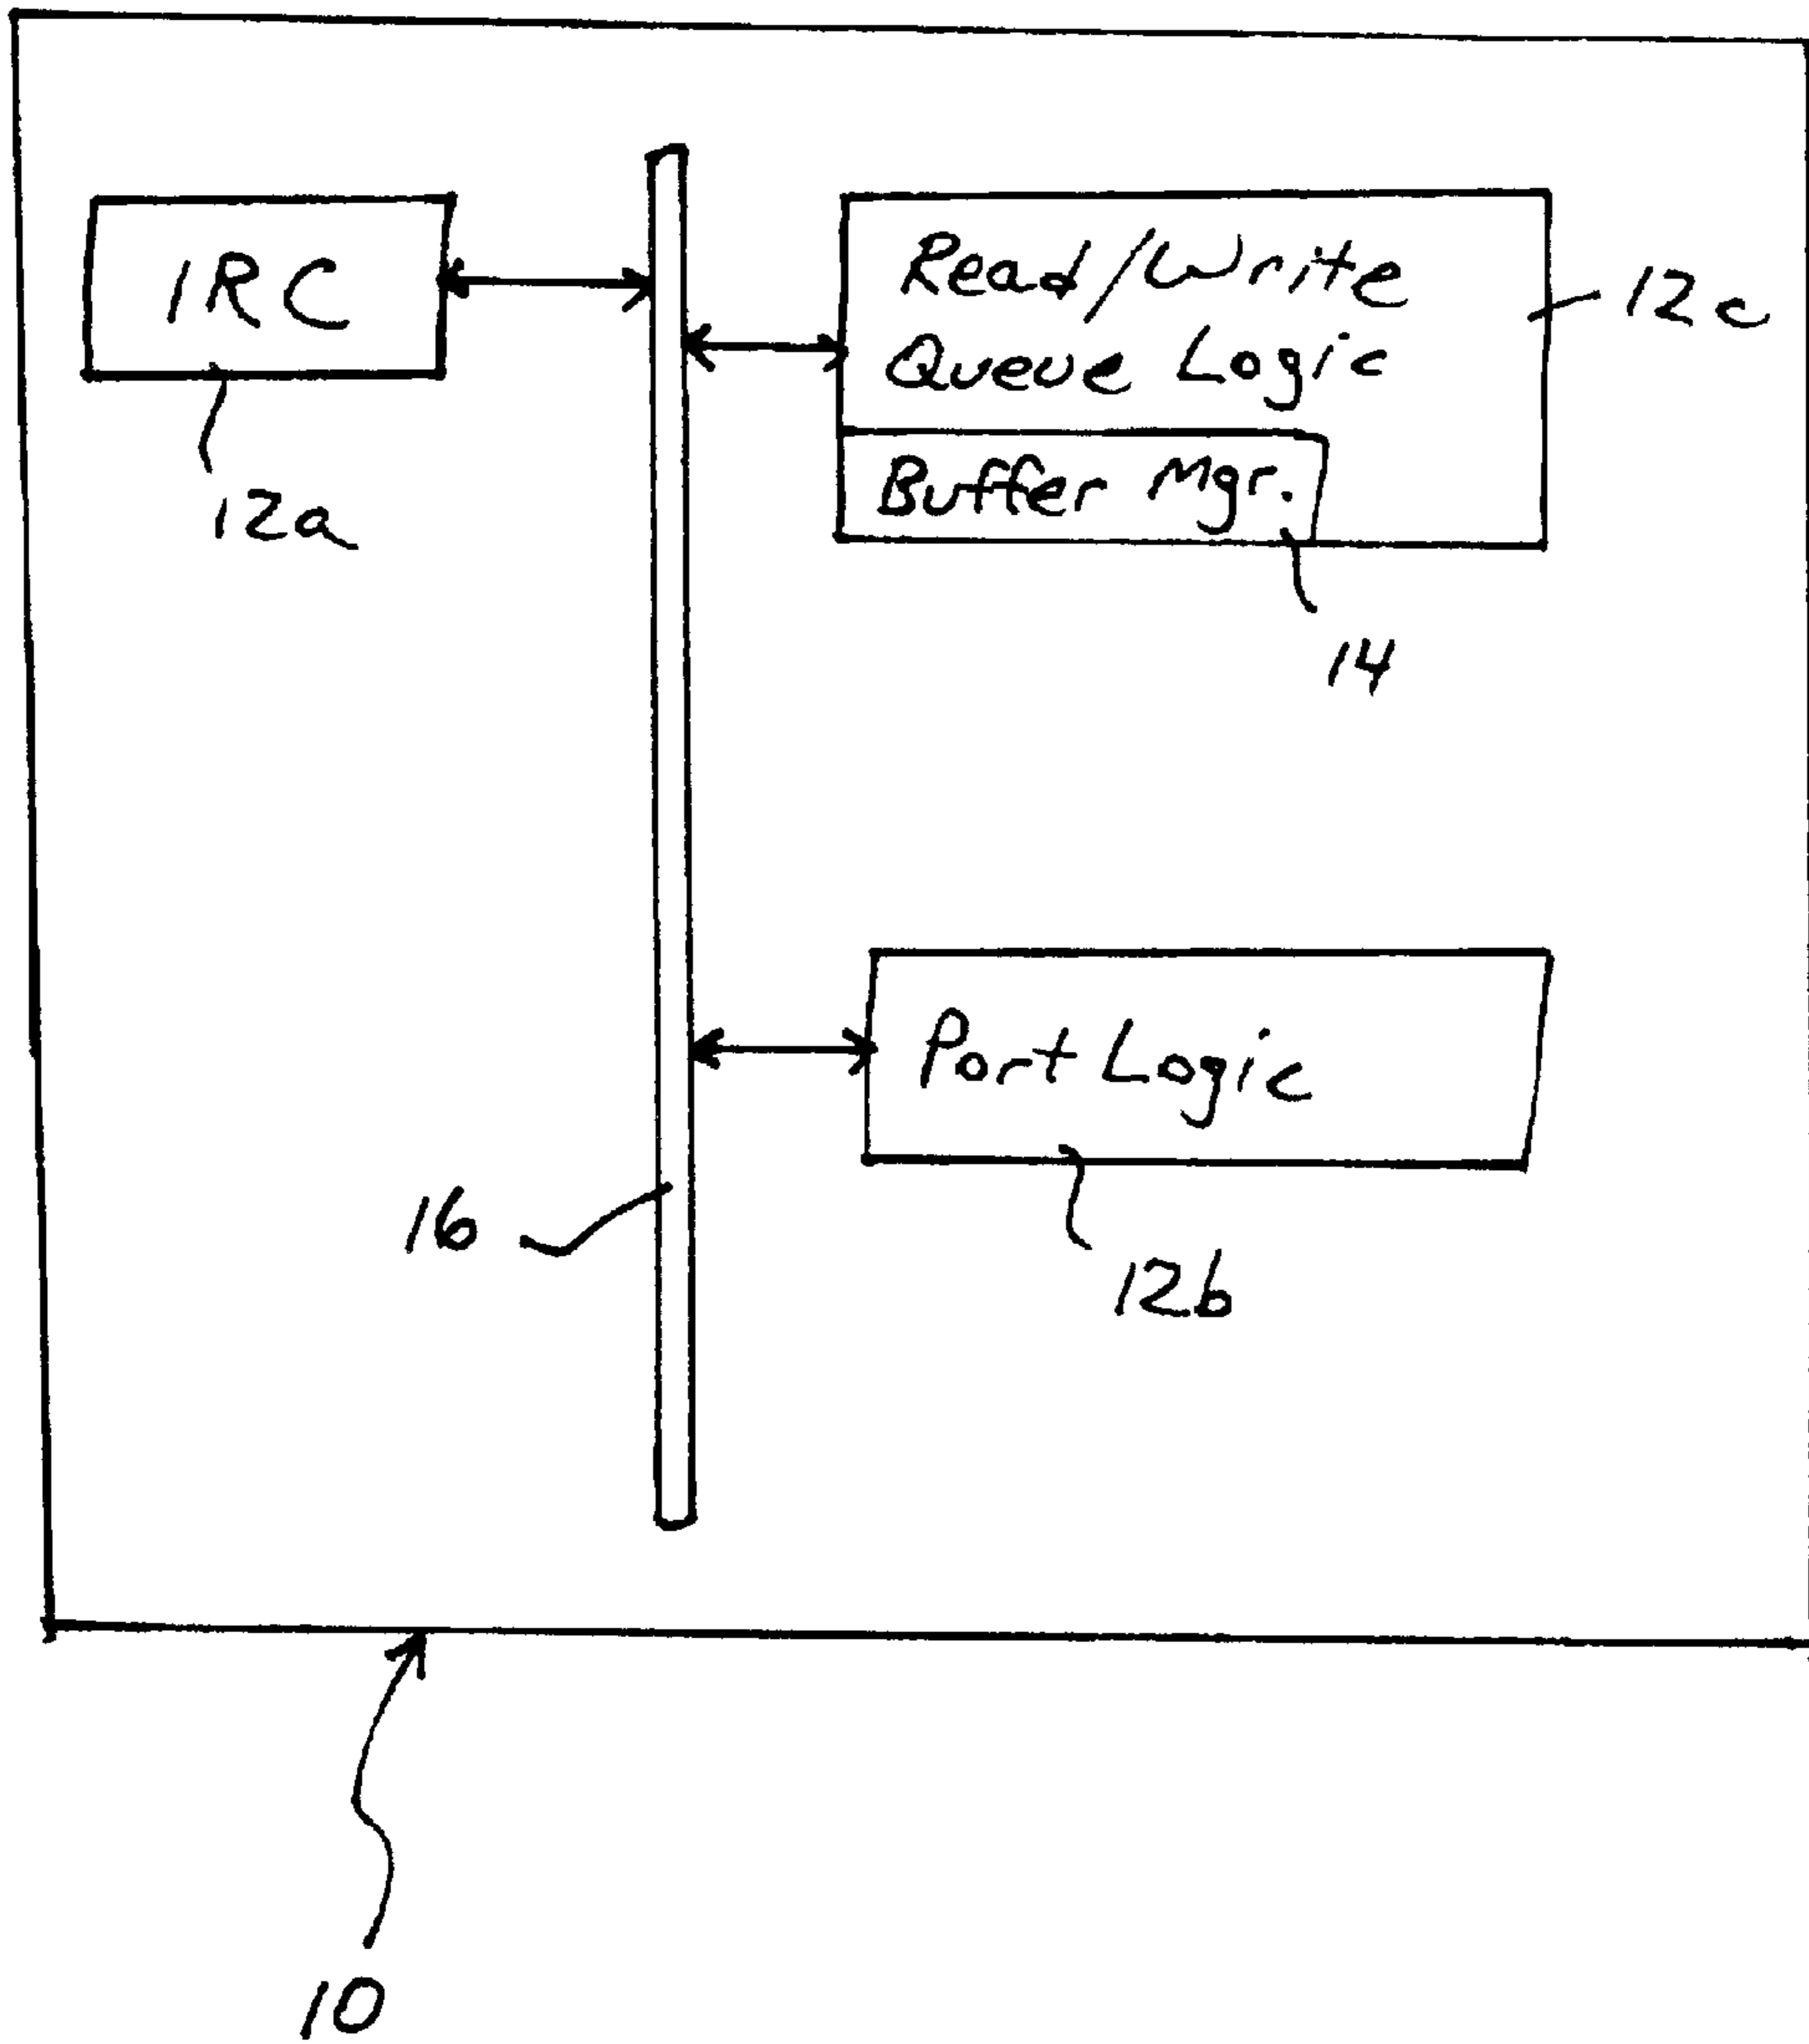 IRC
12a
Read/Write
Queue Logic
12c
Buffer Mgr.
14
Port Logic
12b
16
10